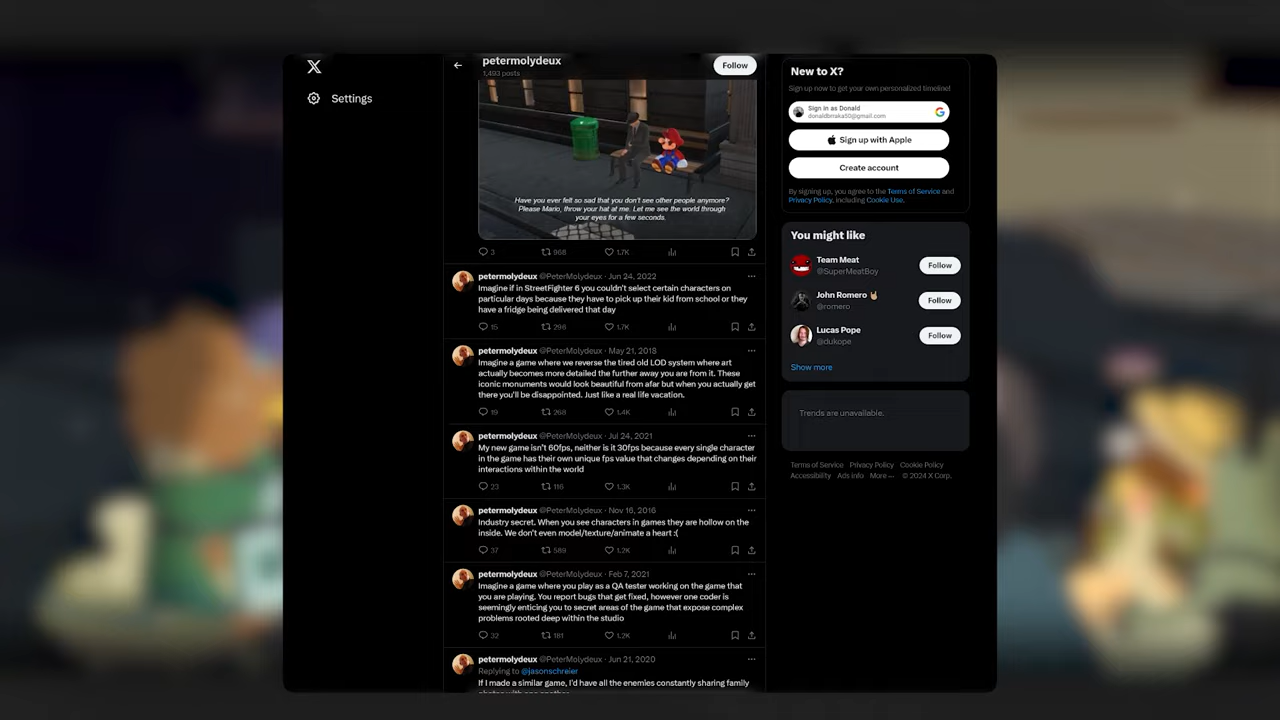 Settings
petermolydeux
1,493 posts
Follow
Have you ever felt so sad that you don't see other people anymore?
Please Mario, throw your hat at me. Let me see the world through
your eyes for a few seconds.
3 968 1.7K
petermolydeux @PeterMolydeux · Jun 24, 2022
Imagine if in StreetFighter 6 you couldn't select certain characters on
particular days because they have to pick up their kid from school or they
have a fridge being delivered that day
15 296 1.7K
petermolydeux @PeterMolydeux · May 21, 2018
Imagine a game where we reverse the tired old LOD system where art
actually becomes more detailed the further away you are from it. These
iconic monuments would look beautiful from afar but when you actually get
there you'll be disappointed. Just like a real life vacation.
19 268 1.4K
petermolydeux @PeterMolydeux · Jul 24, 2021
My new game isn't 60fps, neither is it 30fps because every single character
in the game has their own unique fps value that changes depending on their
interactions within the world
23 116 1.3K
petermolydeux @PeterMolydeux · Nov 16, 2016
Industry secret. When you see characters in games they are hollow on the
inside. We don't even model/texture/animate a heart :(
37 589 1.2K
petermolydeux @PeterMolydeux · Feb 7, 2021
Imagine a game where you play as a QA tester working on the game that
you are playing. You report bugs that get fixed, however one coder is
seemingly enticing you to secret areas of the game that expose complex
problems rooted deep within the studio
32 181 1.2K
petermolydeux @PeterMolydeux · Jun 21, 2020
Replying to @jasonschreier
If I made a similar game, I'd have all the enemies constantly sharing family
New to X?
Sign up now to get your own personalized timeline!
Sign in as Donald
donaldbrraka50@gmail.com
Sign up with Apple
Create account
By signing up, you agree to the Terms of Service and
Privacy Policy, including Cookie Use.
You might like
Team Meat
@SuperMeatBoy
Follow
John Romero 🤘🏼
@romero
Follow
Lucas Pope
@dukope
Follow
Show more
Trends are unavailable.
Terms of Service Privacy Policy Cookie Policy
Accessibility Ads info More ··· © 2024 X Corp.